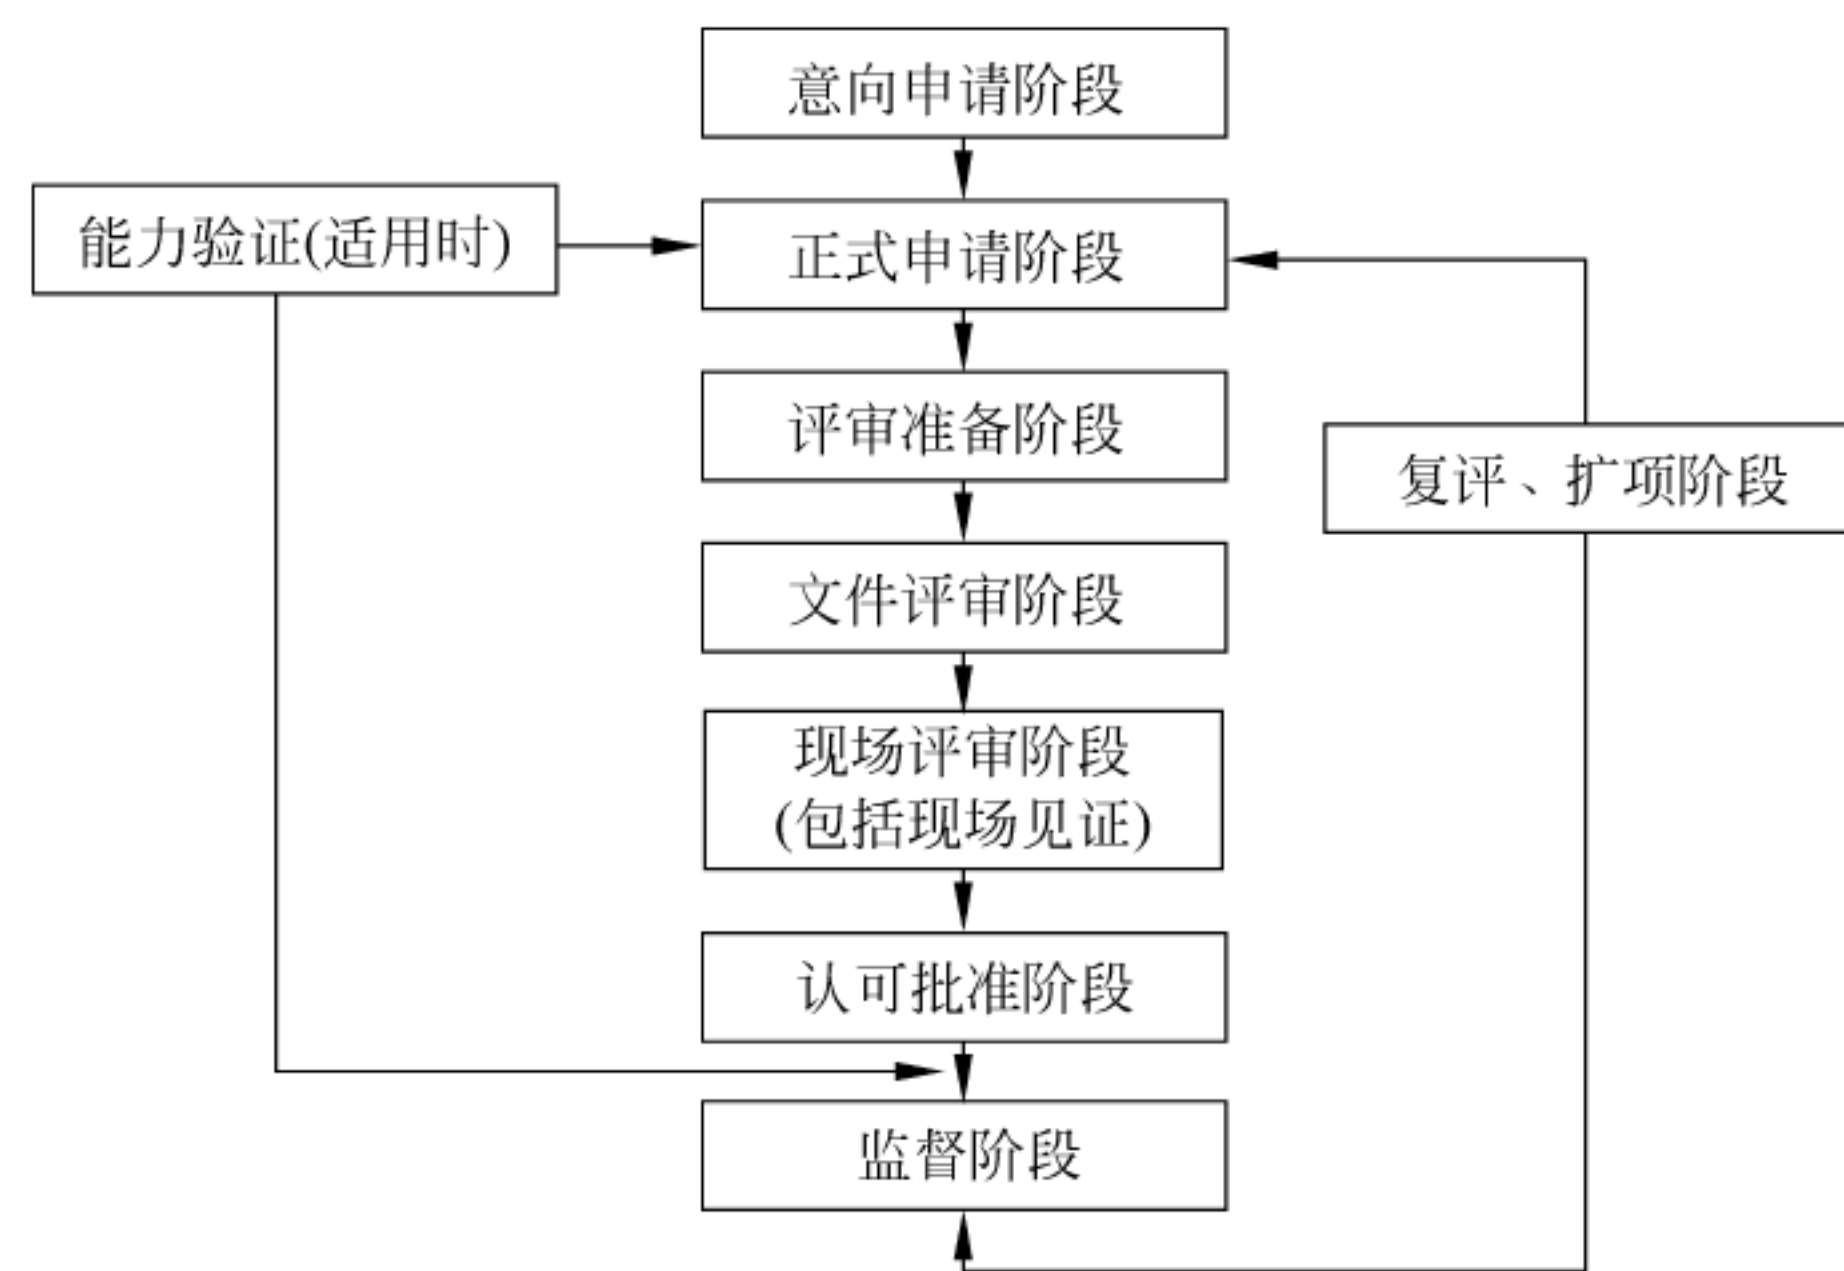 意向申请阶段
能力验证(适用时)
正式申请阶段
评审准备阶段
复评、扩项阶段
文件评审阶段
现场评审阶段
(包括现场见证)
认可批准阶段
监督阶段